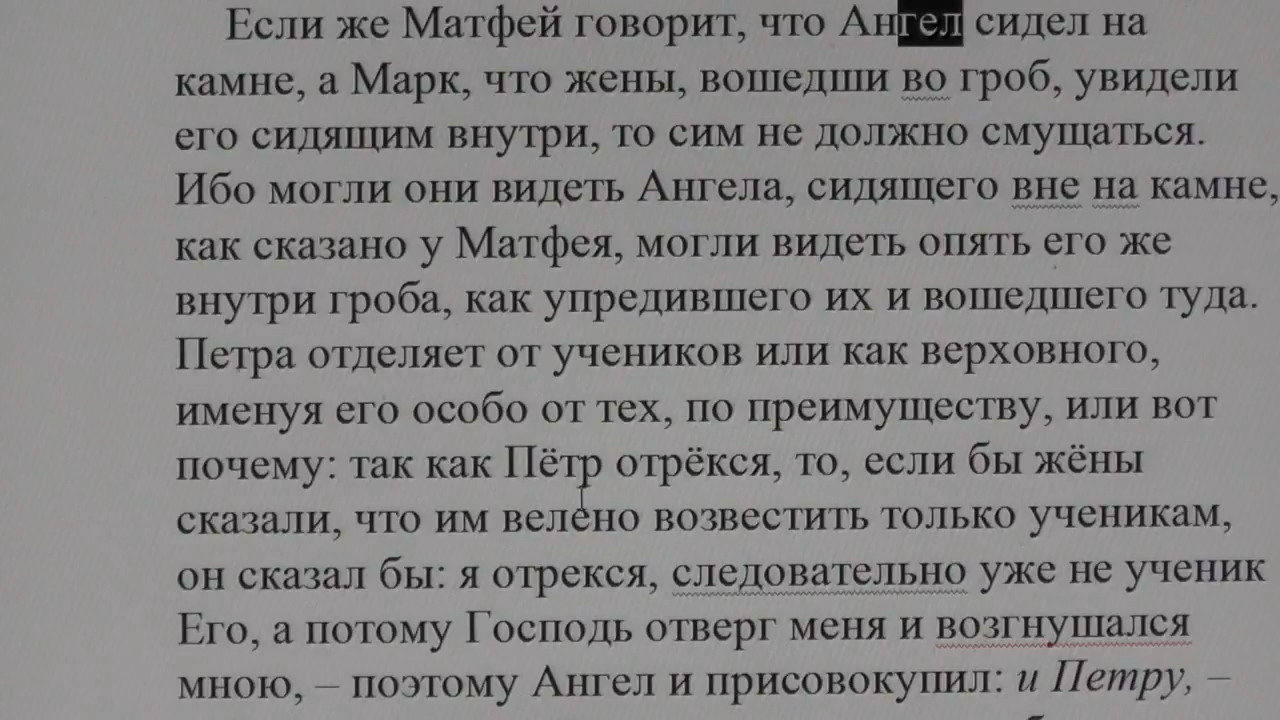 Если же Матфей говорит, что Ангел сидел на
камне, а Марк, что жены, вошедши во гроб, увидели
его сидящим внутри, то сим не должно смущаться.
Ибо могли они видеть Ангела, сидящего вне на камне,
как сказано у Матфея, могли видеть опять его же
внутри гроба, как упредившего их и вошедшего туда.
Петра отделяет от учеников или как верховного,
именуя его особо от тех, по преимуществу, или вот
почему: так как Пётр отрёкся, то, если бы жёны
сказали, что им велено возвестить только ученикам,
он сказал бы: я отрекся, следовательно уже не ученик
Его, а потому Господь отверг меня и возгнушался
мною, – поэтому Ангел и присовокупил: и Петру, –